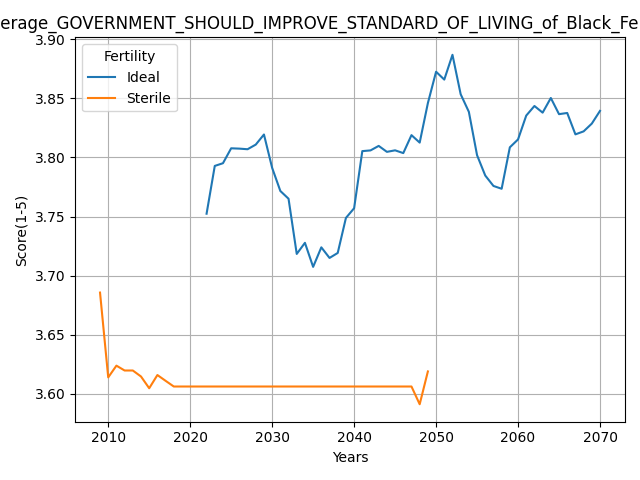 erage_GOVERNMENT_SHOULD_IMPROVE_STANDARD_OF_LIVING_of_Black_Fe
Fertility
Ideal
Sterile
Score(1-5)
3.90
3.85
3.80
3.75
3.70
3.65
3.60
2010 2020 2030 2040 2050 2060 2070
Years